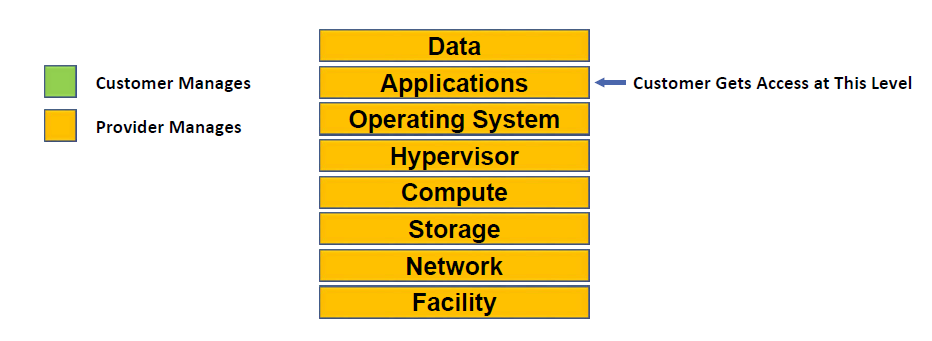 Data
Customer Manages
Applications
Customer Gets Access at This Level
Provider Manages
Operating System
Hypervisor
Compute
Storage
Network
Facility